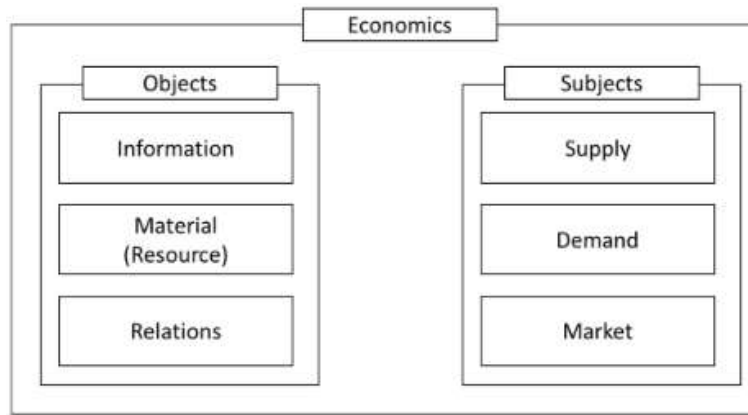 Economics
Objects
Information
Material
(Resource)
Relations
Subjects
Supply
Demand
Market